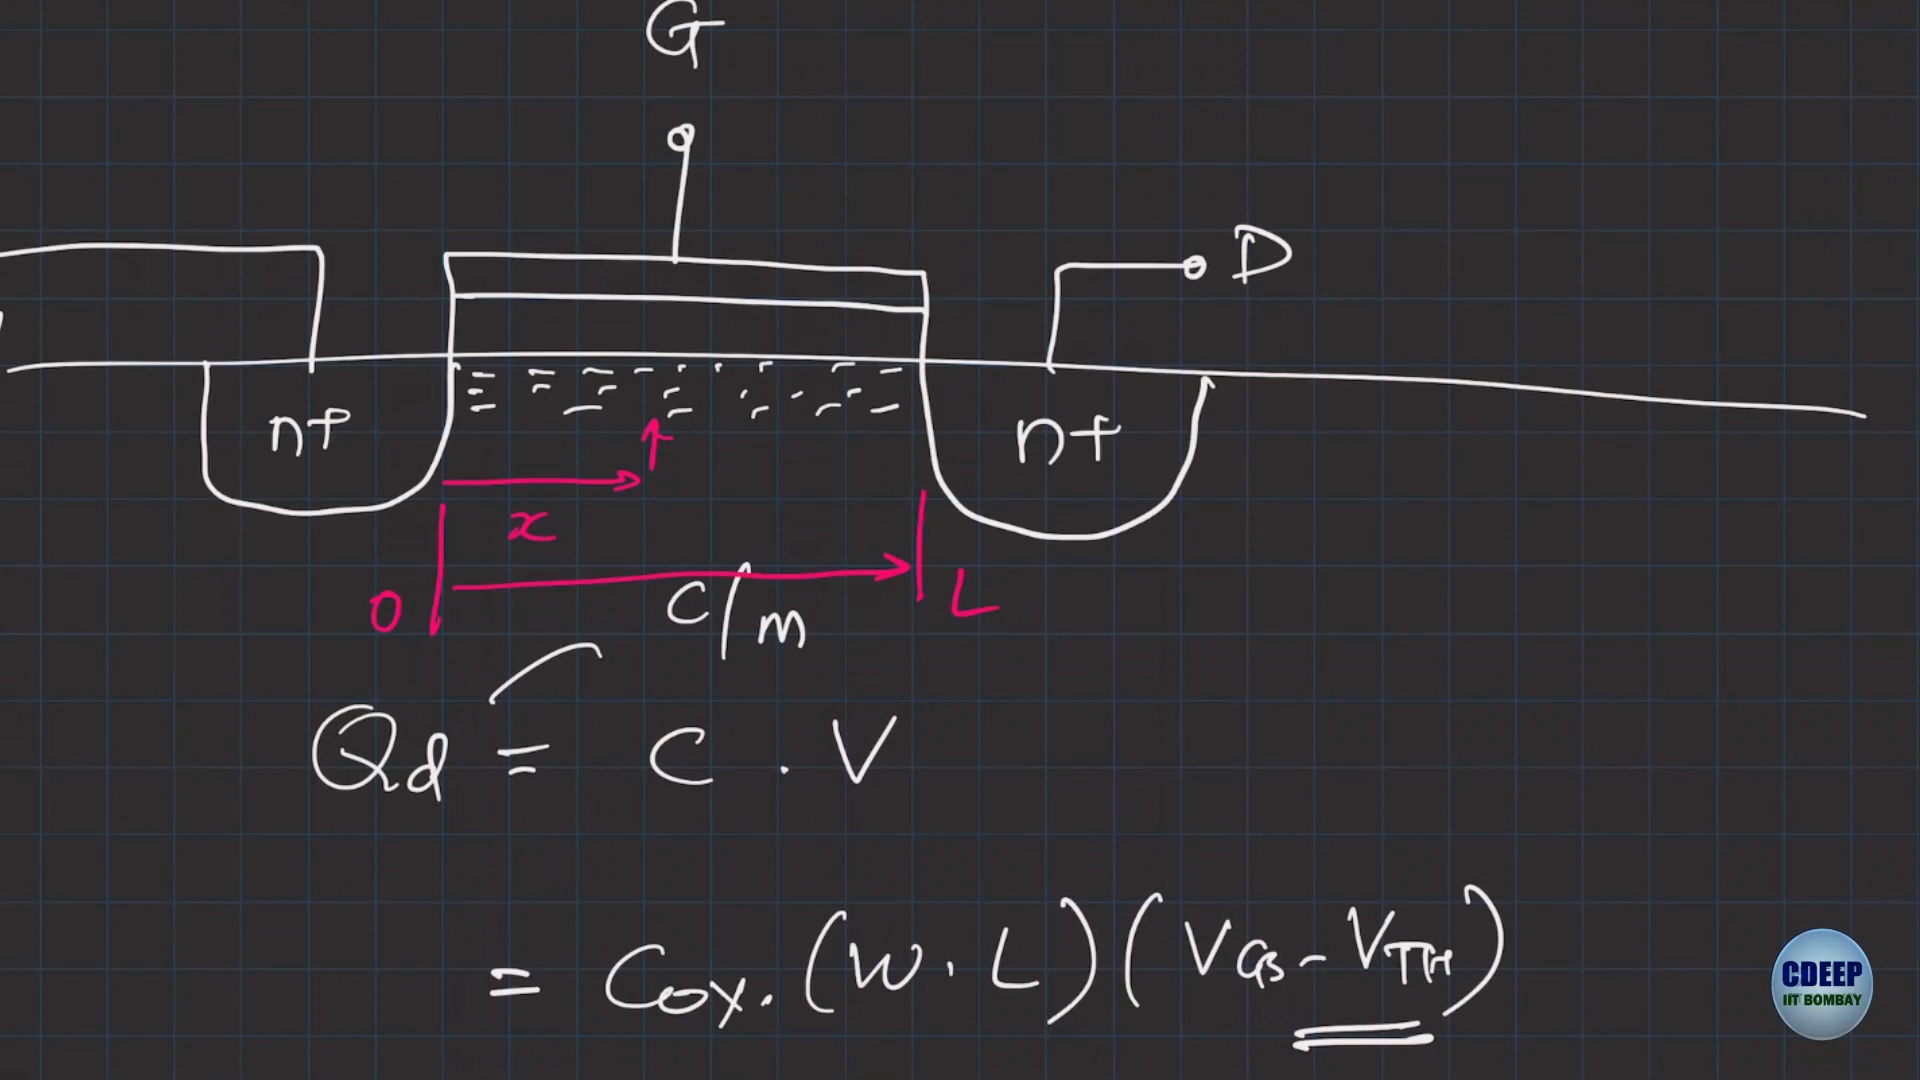 G
D
n+ n+
x
0 L
C/m
Qd = C . V
= Cox. (W . L) (VGS - VTH)
CDEEP
IIT BOMBAY